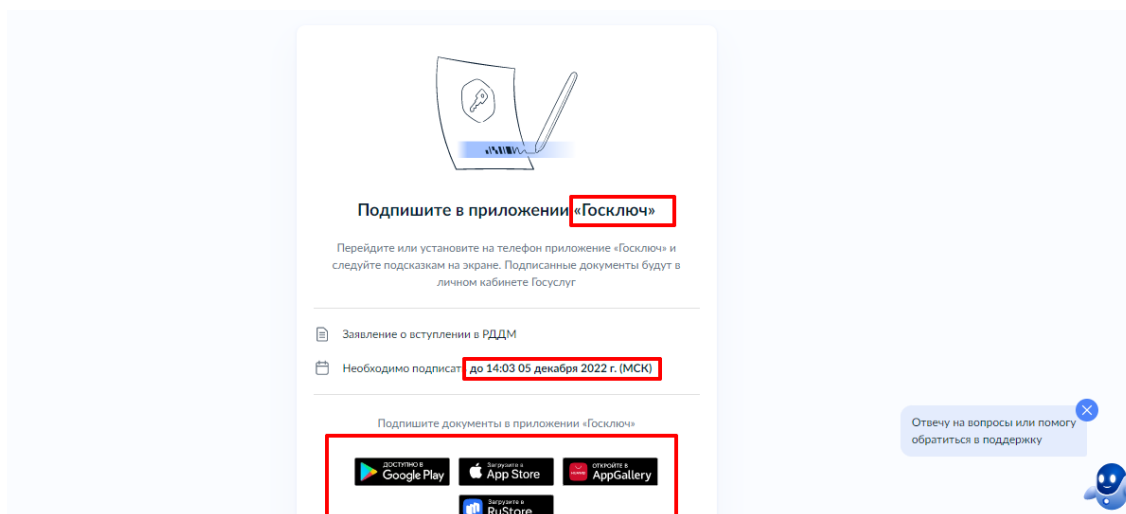 Подпишите в приложении «Госключ»
Перейдите или установите на телефон приложение «Госключ» и
следуйте подсказкам на экране. Подписанные документы будут в
личном кабинете Госуслуг
Заявление о вступлении в РДДМ
Необходимо подписат до 14:03 05 декабря 2022 г. (МСК)
Подпишите документы в приложении «Госключ»
ДОСТУПНО В
Google Play
Загрузите в
App Store
ОТКРОЙТЕ В
AppGallery
Загрузите в
RuStore
Отвечу на вопросы или помогу
обратиться в поддержку